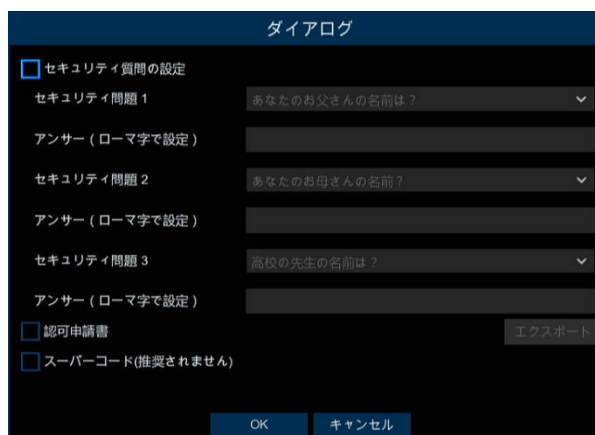 ダイアログ
セキュリティ質問の設定
セキュリティ問題 1 あなたのお父さんの名前は？
アンサー ( ローマ字で設定 )
セキュリティ問題 2 あなたのお母さんの名前？
アンサー ( ローマ字で設定 )
セキュリティ問題 3 高校の先生の名前は？
アンサー ( ローマ字で設定 )
認可申請書 エクスポート
スーパーコード(推奨されません)
OK キャンセル